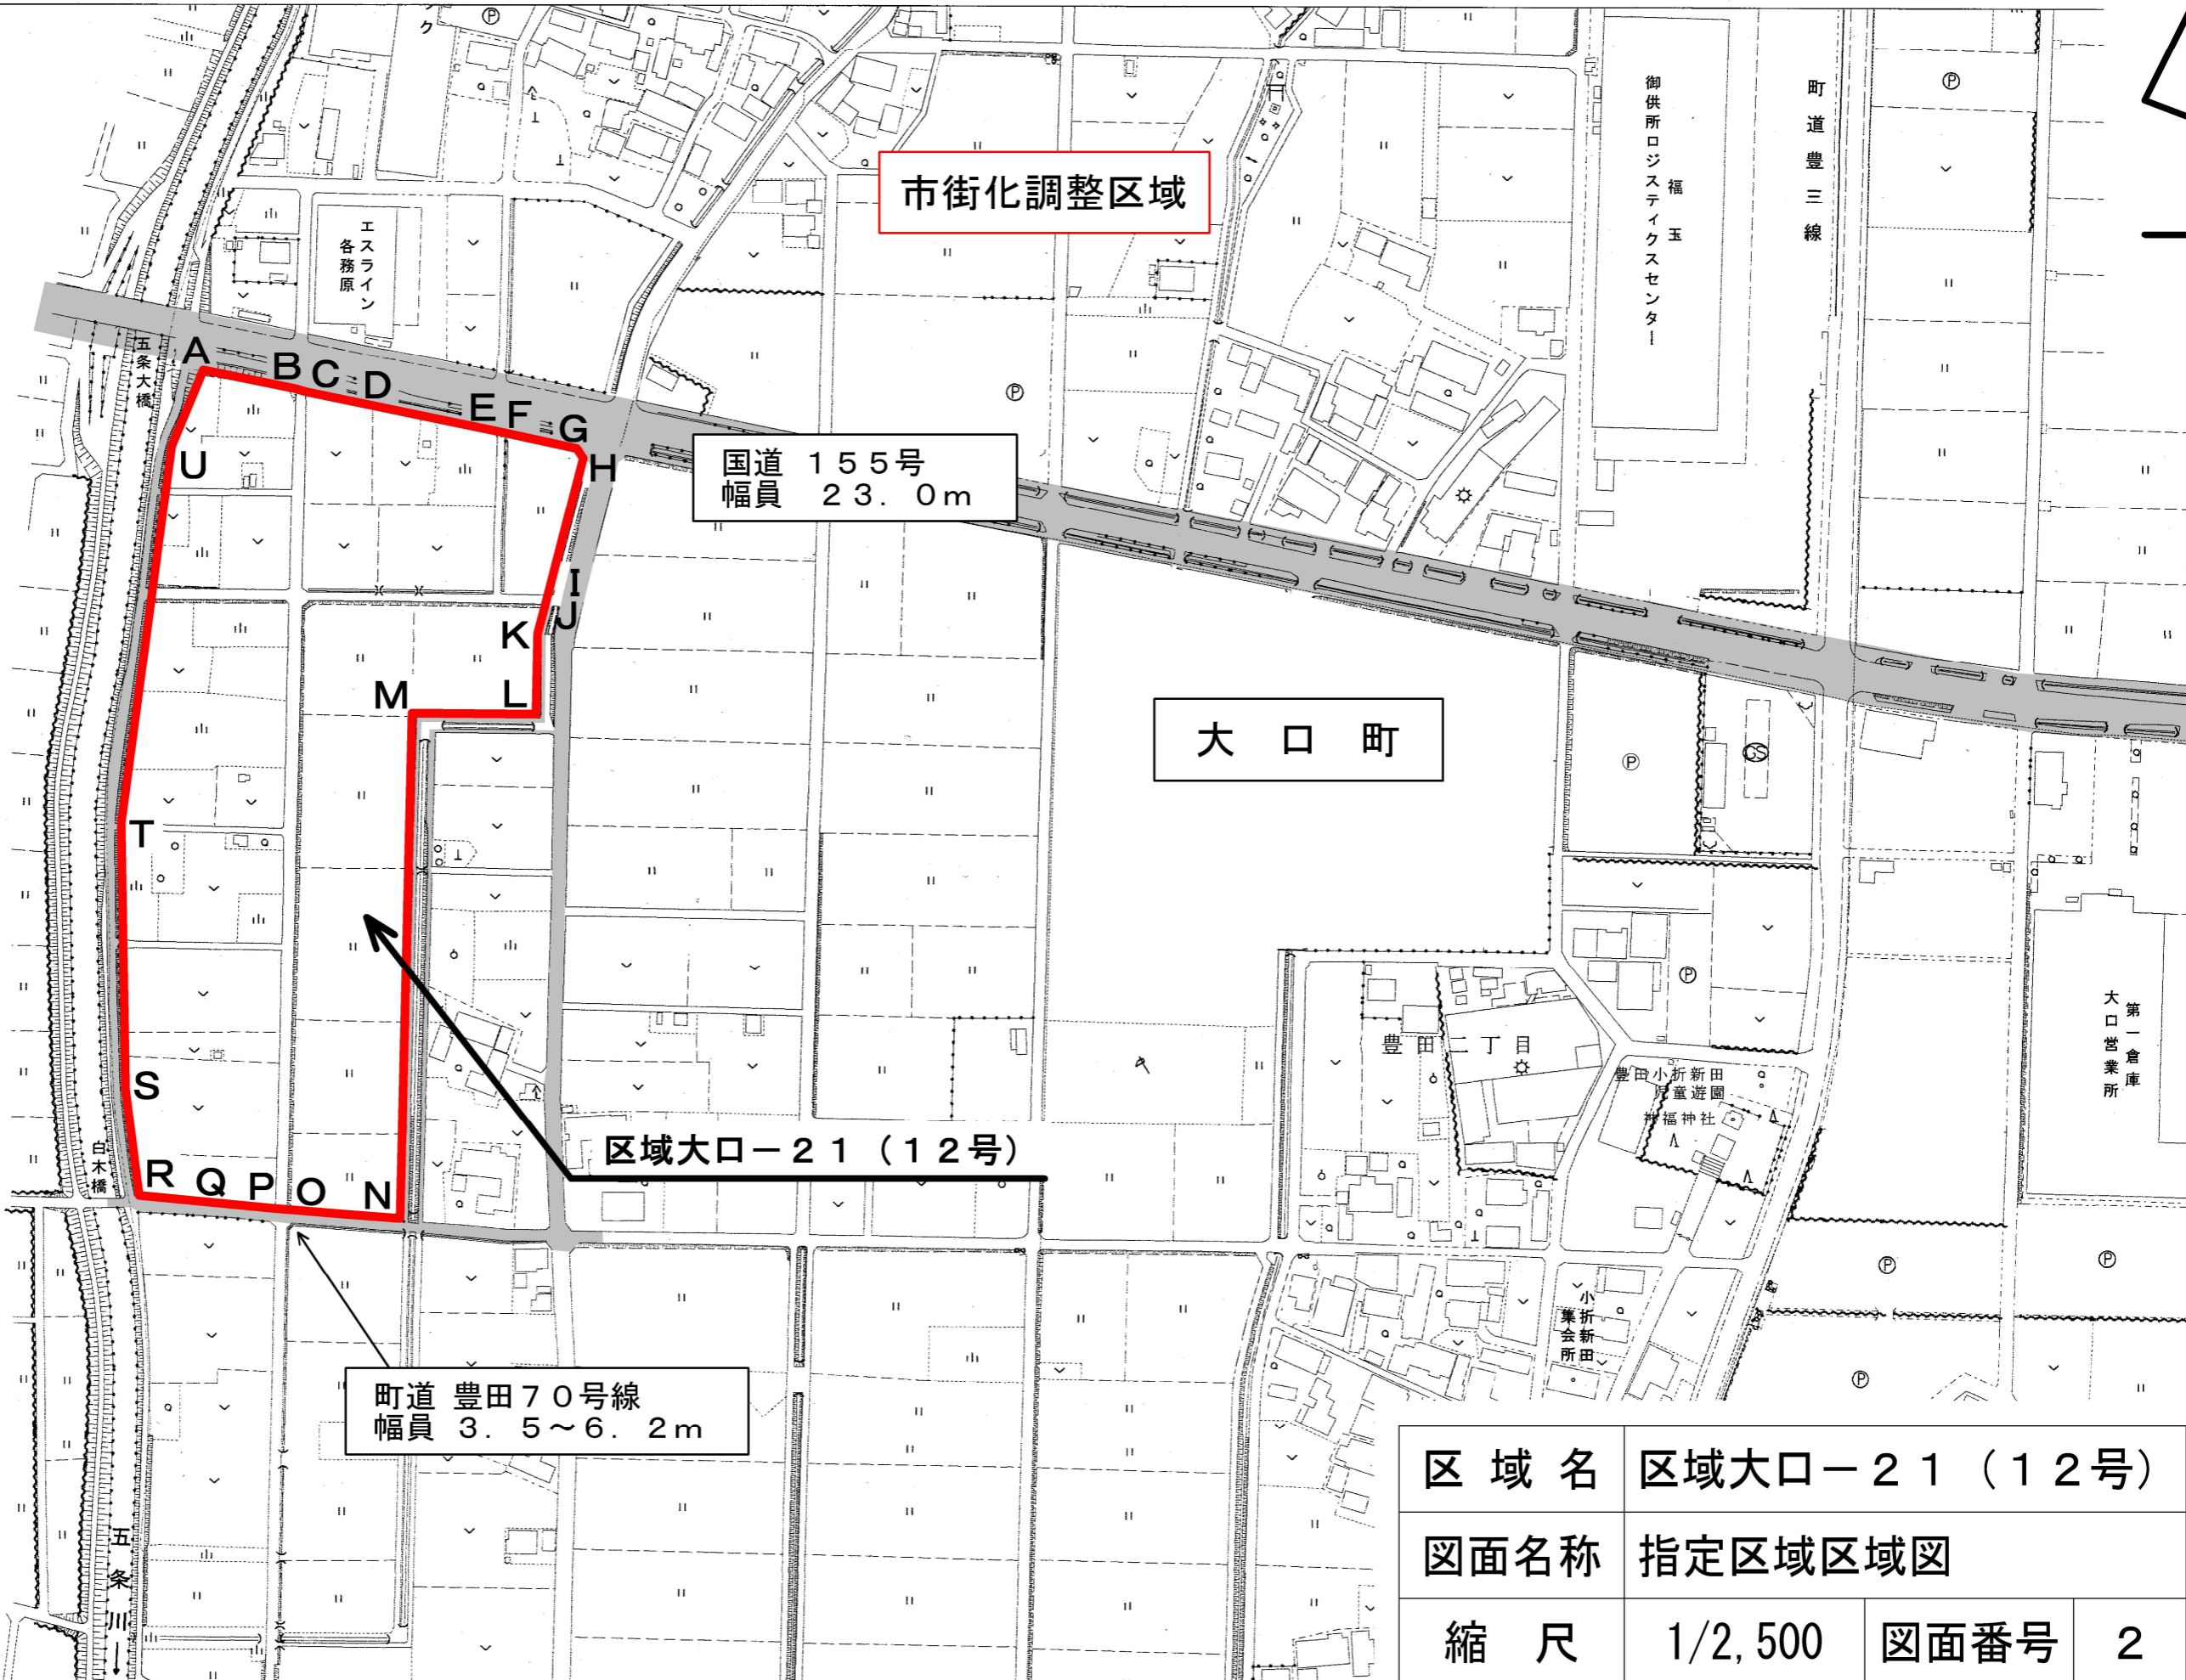 ク
市街化調整区域
エスライン
各務原
福玉
御供所ロジスティクスセンター
町道豊三線
五条大橋
A
B
C
D
E
F
G
H
U
国道 155号
幅員 23.0m
I
J
K
L
M
大口町
T
豊田二丁目
豊田小折新田
児童遊園
神福神社
第一倉庫
大口営業所
S
白木橋
区域大口-21(12号)
R
Q
P
O
N
小折新田
集会所
町道 豊田70号線
幅員 3.5~6.2m
五条川
区域名 区域大口-21(12号)
図面名称 指定区域区域図
縮尺 1/2,500 図面番号 2